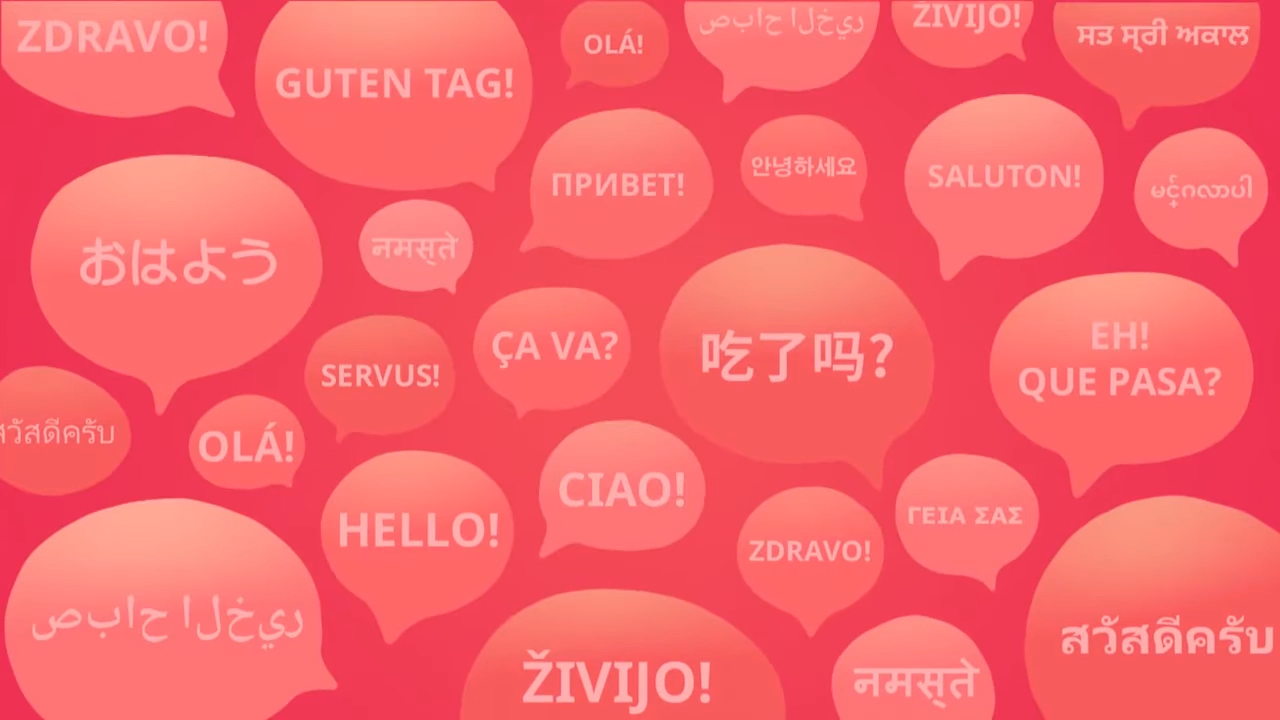 ZDRAVO!
GUTEN TAG!
OLÁ!
صباح الخير
ŽIVIJO!
ਸਤ ਸ੍ਰੀ ਅਕਾਲ
ПРИВЕТ!
안녕하세요
SALUTON!
မင်္ဂလာပါ
おはよう
नमस्ते
SERVUS!
ÇA VA?
吃了吗?
EH!
QUE PASA?
สวัสดีครับ
OLÁ!
HELLO!
CIAO!
ZDRAVO!
ΓΕΙΑ ΣΑΣ
صباح الخير
ŽIVIJO!
नमस्ते
สวัสดีครับ